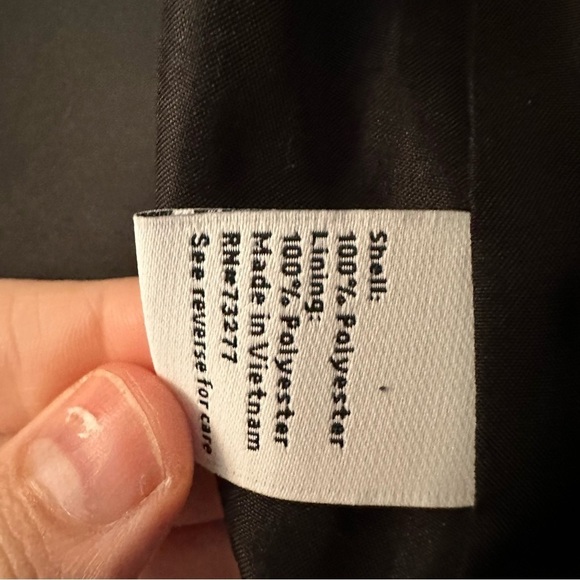 Shell:
100% Polyester
Lining:
100% Polyester
Made in Vietnam
RN#73277
See reverse for care